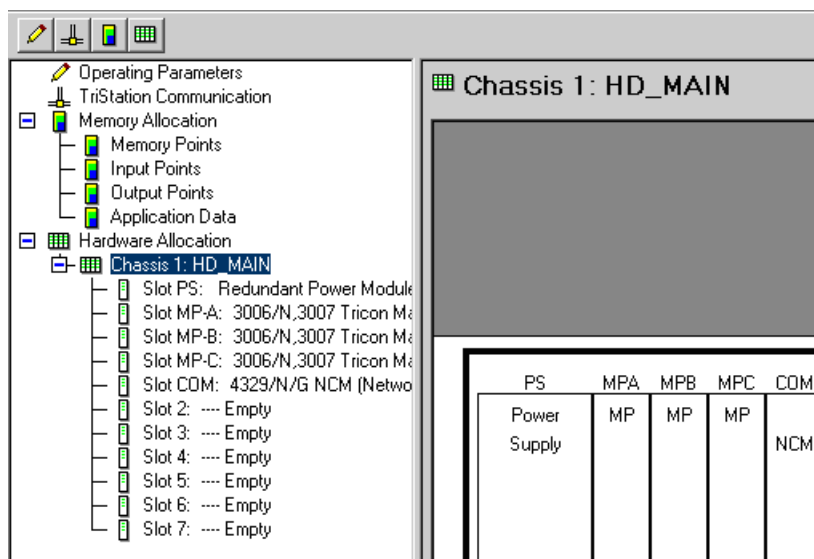 Operating Parameters
TriStation Communication
Memory Allocation
Memory Points
Input Points
Output Points
Application Data
Hardware Allocation
Chassis 1: HD_MAIN
Slot PS: Redundant Power Module
Slot MP-A: 3006/N,3007 Tricon Ma
Slot MP-B: 3006/N,3007 Tricon Ma
Slot MP-C: 3006/N,3007 Tricon Ma
Slot COM: 4329/N/G NCM (Netwo
Slot 2: ---- Empty
Slot 3: ---- Empty
Slot 4: ---- Empty
Slot 5: ---- Empty
Slot 6: ---- Empty
Slot 7: ---- Empty
Chassis 1: HD_MAIN
PS MPA MPB MPC COM
Power MP MP MP
Supply NCM